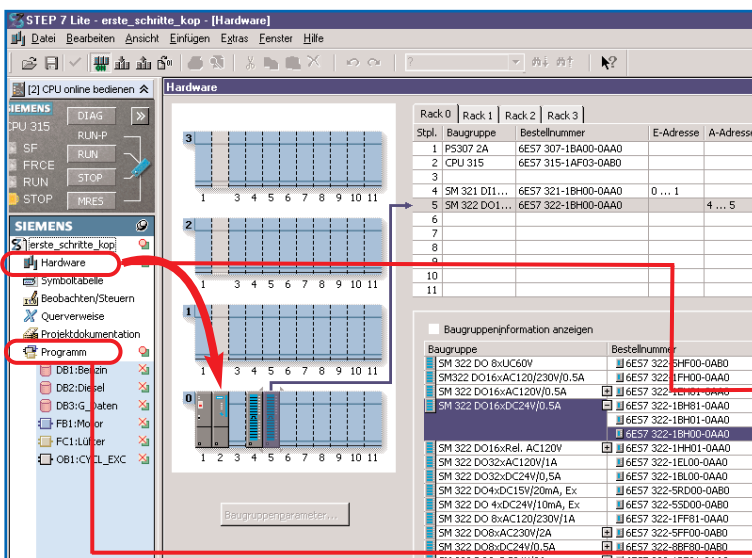 STEP 7 Lite - erste_schritte_kop - [Hardware]
Datei Bearbeiten Ansicht Einfügen Extras Fenster Hilfe
?
[2] CPU online bedienen
SIEMENS
CPU 315
DIAG
RUN-P
SF
FRCE
RUN
RUN
STOP
STOP
MRES
SIEMENS
erste_schritte_kop
Hardware
Symboltabelle
Beobachten/Steuern
Querverweise
Projektdokumentation
Programm
DB1:Benzin
DB2:Diesel
DB3:G_Daten
FB1:Motor
FC1:Lüfter
OB1:CYCL_EXC
Hardware
3
1 3 4 5 6 7 8 9 10 11
2
1 3 4 5 6 7 8 9 10 11
1
1 3 4 5 6 7 8 9 10 11
0
1 2 3 4 5 6 7 8 9 10 11
Baugruppenparameter...
Rack 0 Rack 1 Rack 2 Rack 3
Stpl. Baugruppe Bestellnummer E-Adresse A-Adresse
1 PS307 2A 6ES7 307-1BA00-0AA0
2 CPU 315 6ES7 315-1AF03-0AB0
3
4 SM 321 DI1... 6ES7 321-1BH00-0AA0 0 ... 1
5 SM 322 DO1... 6ES7 322-1BH00-0AA0 4 ... 5
6
7
8
9
10
11
Baugruppeninformation anzeigen
Baugruppe Bestellnummer
SM 322 DO 8xUC60V 6ES7 322-5HF00-0AB0
SM322 DO16xAC120/230V/0.5A 6ES7 322-1FH00-0AA0
SM 322 DO16xAC120V/0.5A 6ES7 322-1EH01-0AA0
SM 322 DO16xDC24V/0.5A 6ES7 322-1BH81-0AA0
6ES7 322-1BH01-0AA0
6ES7 322-1BH00-0AA0
SM 322 DO16xRel. AC120V 6ES7 322-1HH01-0AA0
SM 322 DO32xAC120V/1A 6ES7 322-1EL00-0AA0
SM 322 DO32xDC24V/0,5A 6ES7 322-1BL00-0AA0
SM 322 DO4xDC15V/20mA, Ex 6ES7 322-5RD00-0AB0
SM 322 DO 4xDC24V/10mA, Ex 6ES7 322-5SD00-0AB0
SM 322 DO 8xAC120/230V/1A 6ES7 322-1FF81-0AA0
SM 322 DO8xAC230V/2A 6ES7 322-5FF00-0AB0
SM 322 DO8xDC24V/0.5A 6ES7 322-8BF80-0AB0